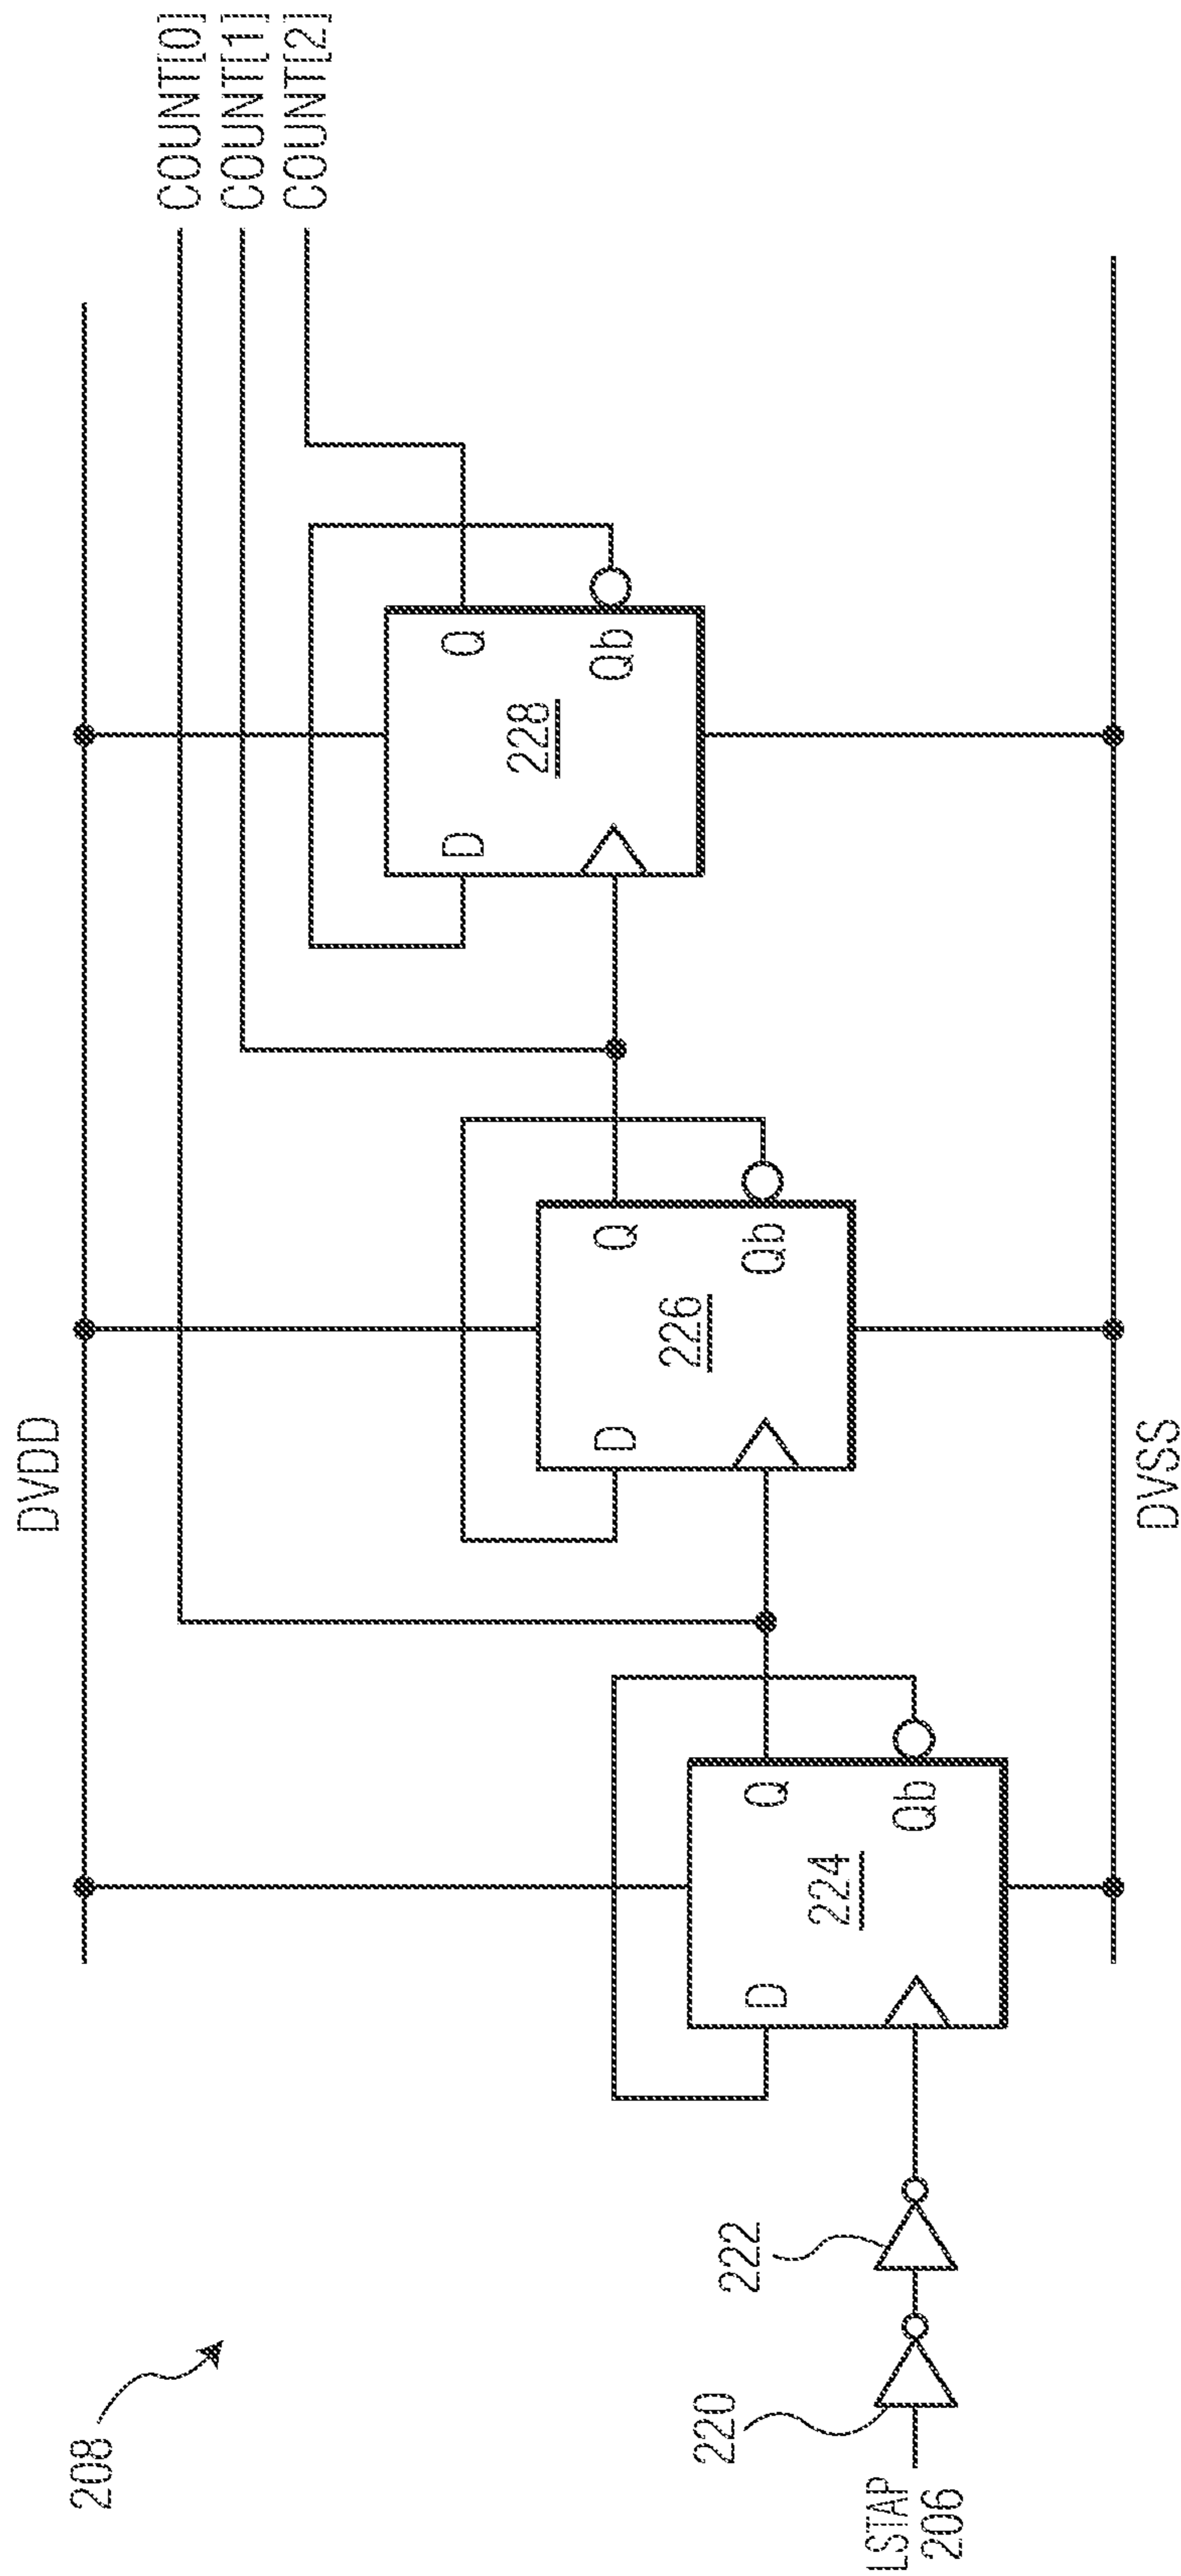 208
DVDD
COUNT[0]
COUNT[1]
COUNT[2]
D
Q
228
Qb
D
Q
226
Qb
D
Q
224
Qb
220
222
LSTAP
206
DVSS